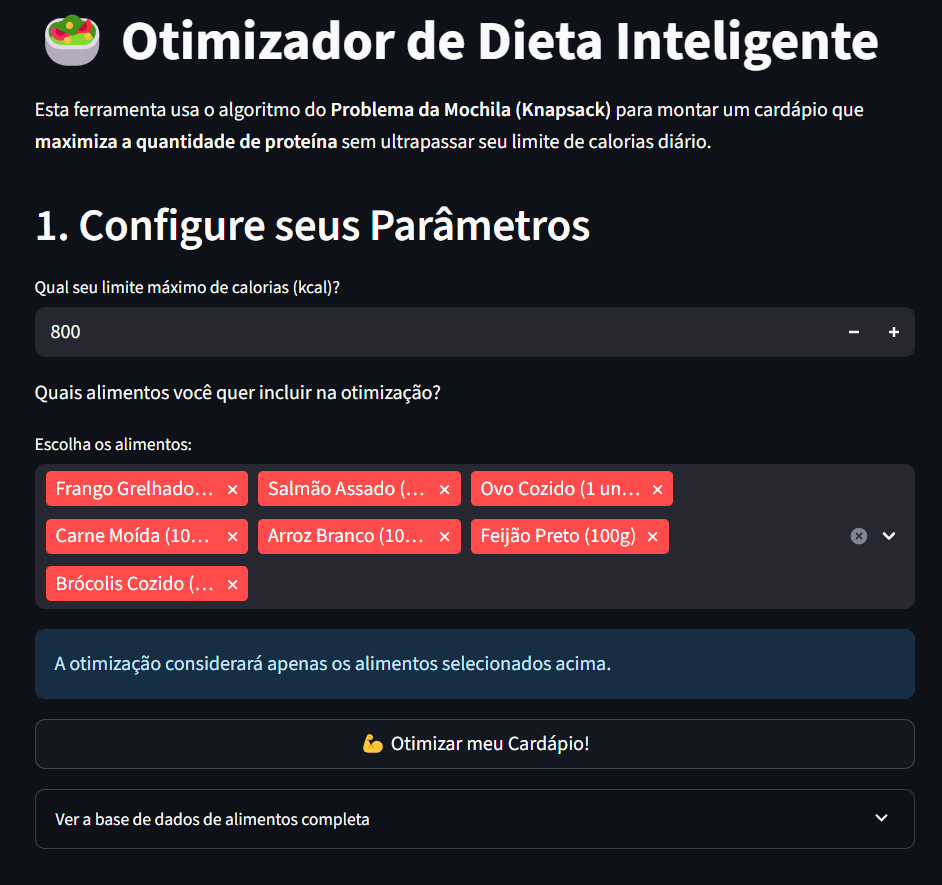 Otimizador de Dieta Inteligente
Esta ferramenta usa o algoritmo do Problema da Mochila (Knapsack) para montar um cardápio que
maximiza a quantidade de proteína sem ultrapassar seu limite de calorias diário.
1. Configure seus Parâmetros
Qual seu limite máximo de calorias (kcal)?
800
Quais alimentos você quer incluir na otimização?
Escolha os alimentos:
Frango Grelhado... Salmão Assado (... Ovo Cozido (1 un...
Carne Moída (10... Arroz Branco (10... Feijão Preto (100g)
Brócolis Cozido (...
A otimização considerará apenas os alimentos selecionados acima.
Otimizar meu Cardápio!
Ver a base de dados de alimentos completa